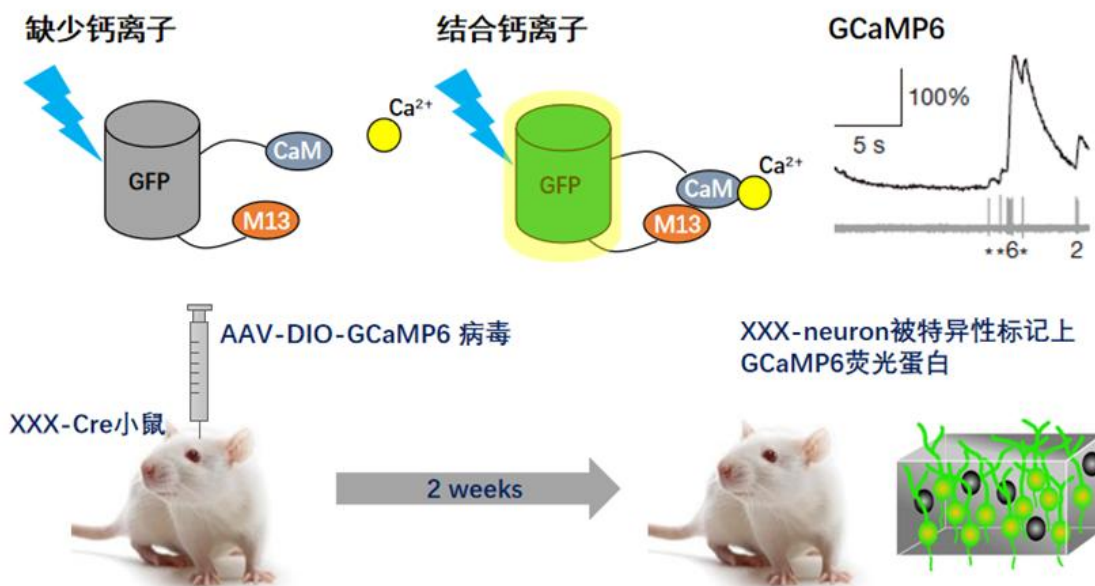 缺少钙离子
结合钙离子
GCaMP6
GFP
CaM
M13
Ca²⁺
GFP
CaM
M13
Ca²⁺
100%
5 s
**6* 2
AAV-DIO-GCaMP6 病毒
XXX-Cre小鼠
2 weeks
XXX-neuron被特异性标记上
GCaMP6荧光蛋白